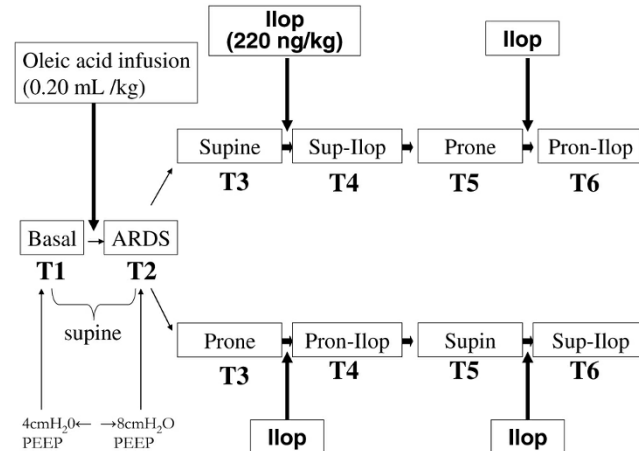 Ilop
(220 ng/kg)
Ilop
Oleic acid infusion
(0.20 mL /kg)
Supine
Sup-Ilop
Prone
Pron-Ilop
T3
T4
T5
T6
Basal
ARDS
T1
T2
supine
Prone
Pron-Ilop
Supin
Sup-Ilop
T3
T4
T5
T6
4cmH₂0← →8cmH₂O
PEEP
PEEP
Ilop
Ilop